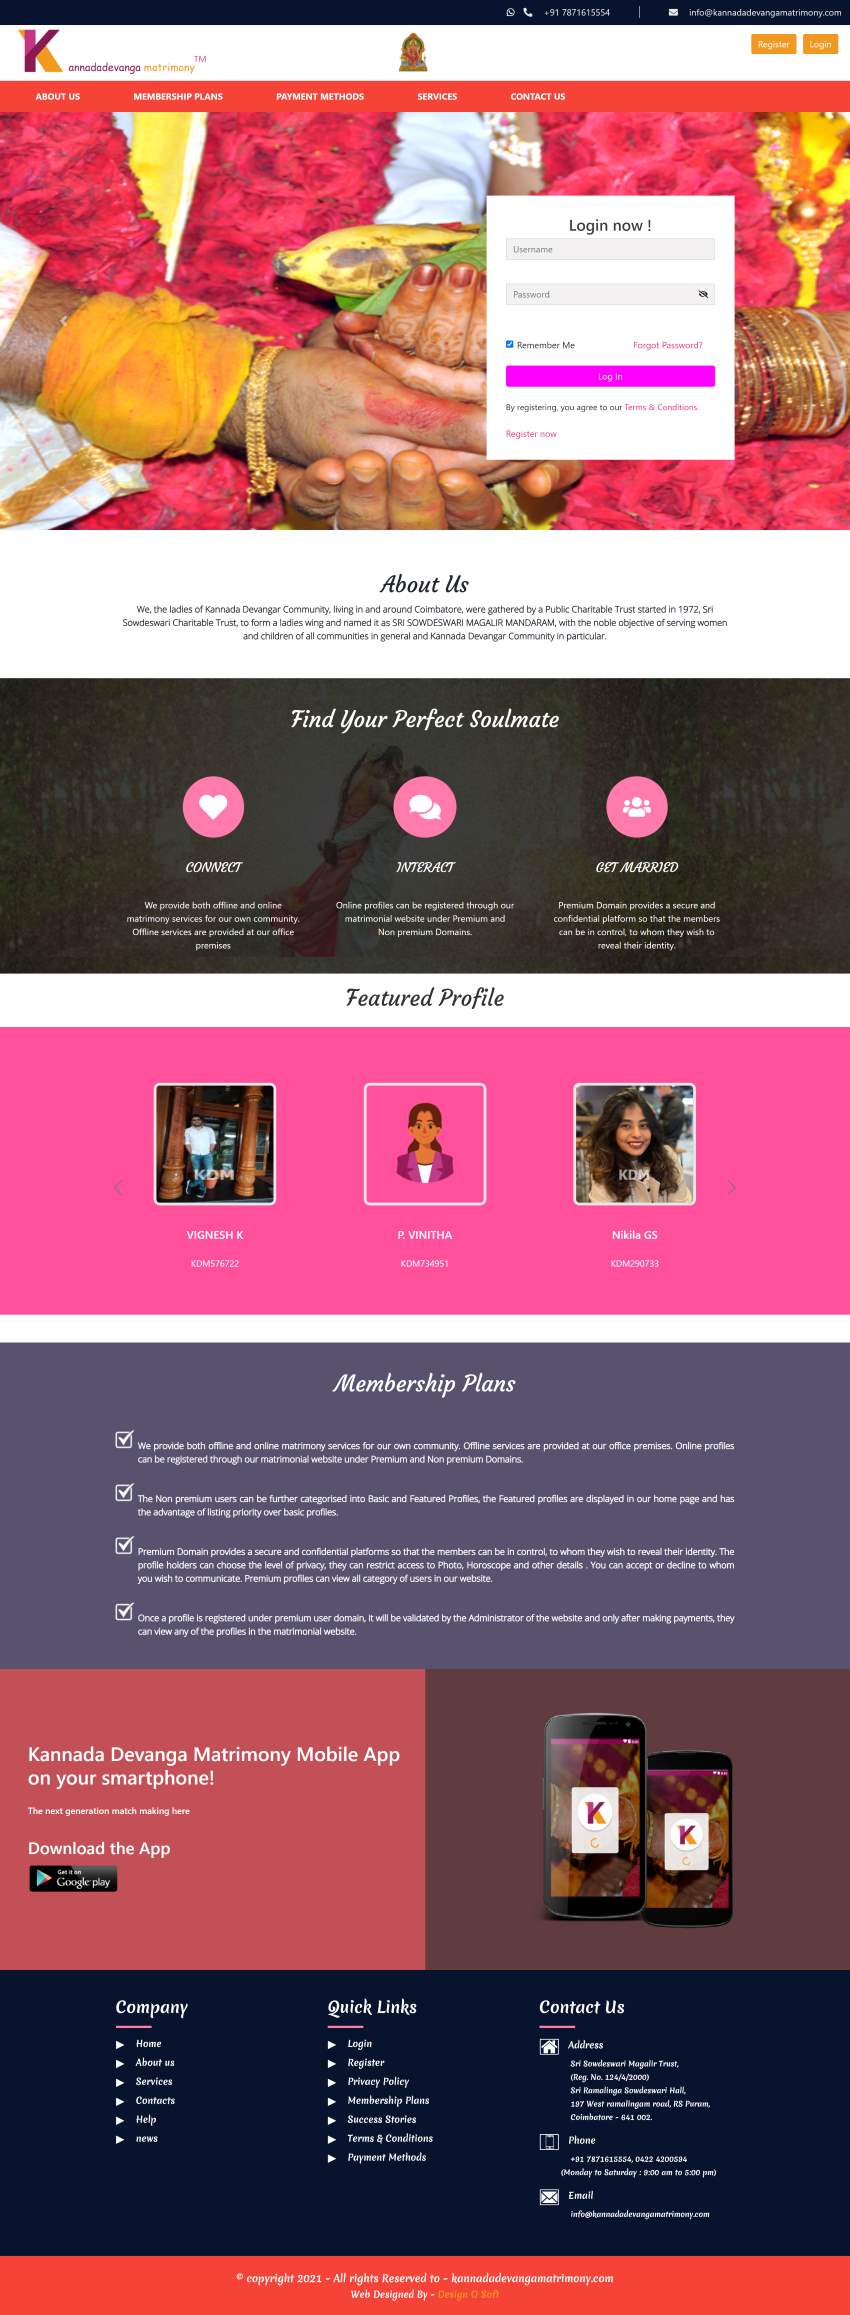 +91 7871615554
info@kannadadevangamatrimony.com
K
annadadevanga matrimony TM
Register Login
ABOUT US MEMBERSHIP PLANS PAYMENT METHODS SERVICES CONTACT US
Login now !
Username
Password
Remember Me Forgot Password?
Log In
By registering, you agree to our Terms & Conditions.
Register now
About Us
We, the ladies of Kannada Devangar Community, living in and around Coimbatore, were gathered by a Public Charitable Trust started in 1972, Sri
Sowdeswari Charitable Trust, to form a ladies wing and named it as SRI SOWDESWARI MAGALIR MANDARAM, with the noble objective of serving women
and children of all communities in general and Kannada Devangar Community in particular.
Find Your Perfect Soulmate
CONNECT
We provide both offline and online
matrimony services for our own community.
Offline services are provided at our office
premises
INTERACT
Online profiles can be registered through our
matrimonial website under Premium and
Non premium Domains.
GET MARRIED
Premium Domain provides a secure and
confidential platform so that the members
can be in control, to whom they wish to
reveal their identity.
Featured Profile
KDM
VIGNESH K
KDM576722
P. VINITHA
KDM734951
KDM
Nikila GS
KDM290733
Membership Plans
We provide both offline and online matrimony services for our own community. Offline services are provided at our office premises. Online profiles
can be registered through our matrimonial website under Premium and Non premium Domains.
The Non premium users can be further categorised into Basic and Featured Profiles, the Featured profiles are displayed in our home page and has
the advantage of listing priority over basic profiles.
Premium Domain provides a secure and confidential platforms so that the members can be in control, to whom they wish to reveal their identity. The
profile holders can choose the level of privacy, they can restrict access to Photo, Horoscope and other details . You can accept or decline to whom
you wish to communicate. Premium profiles can view all category of users in our website.
Once a profile is registered under premium user domain, it will be validated by the Administrator of the website and only after making payments, they
can view any of the profiles in the matrimonial website.
Kannada Devanga Matrimony Mobile App
on your smartphone!
The next generation match making here
Download the App
Get it on
Google play
K
K
Company
Home
About us
Services
Contacts
Help
news
Quick Links
Login
Register
Privacy Policy
Membership Plans
Success Stories
Terms & Conditions
Payment Methods
Contact Us
Address
Sri Sowdeswari Magalir Trust,
(Reg. No. 124/4/2000)
Sri Ramalinga Sowdeswari Hall,
197 West ramalingam road, RS Puram,
Coimbatore - 641 002.
Phone
+91 7871615554, 0422 4200594
(Monday to Saturday : 9:00 am to 5:00 pm)
Email
info@kannadadevangamatrimony.com
© copyright 2021 - All rights Reserved to - kannadadevangamatrimony.com
Web Designed By - Design O Soft